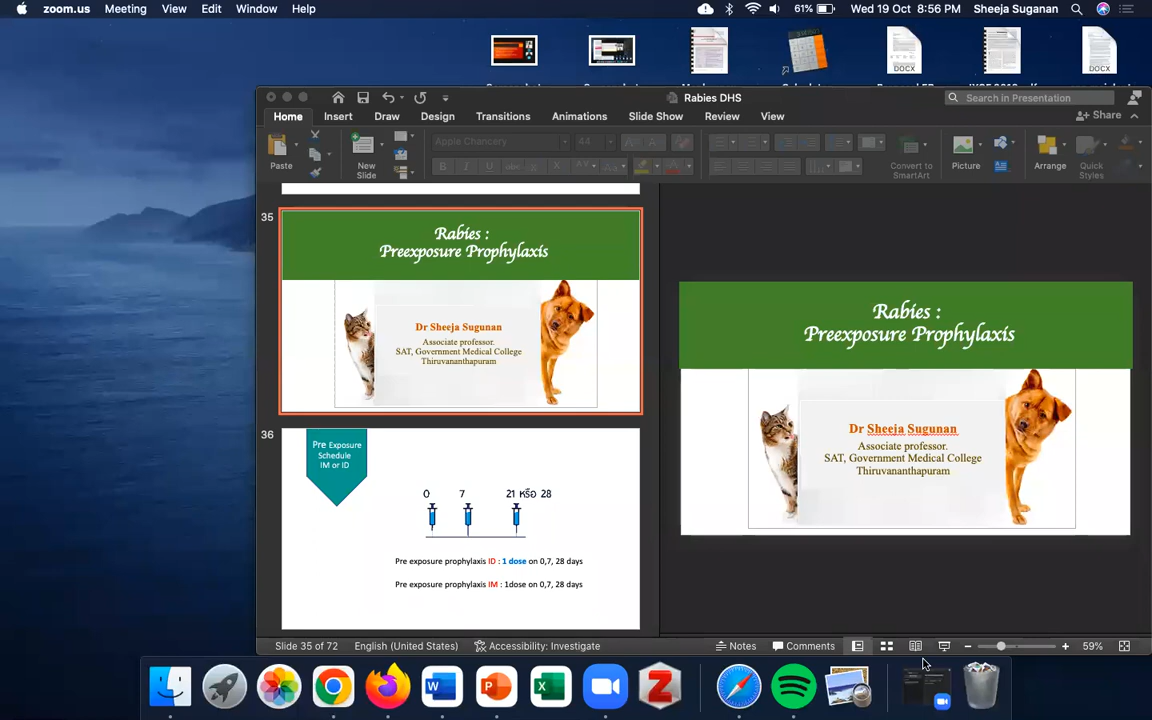 zoom.us Meeting View Edit Window Help 61% Wed 19 Oct 8:56 PM Sheeja Suganan
DOCX DOCX
Rabies DHS
Search in Presentation
Home Insert Draw Design Transitions Animations Slide Show Review View
Share
Apple Chancery 44
Paste
New
Slide
Convert to
SmartArt
Picture
Arrange
Quick
Styles
35
Rabies :
Preexposure Prophylaxis
Dr Sheeja Sugunan
Associate professor.
SAT, Government Medical College
Thiruvananthapuram
36
Pre Exposure
Schedule
IM or ID
0 7 21 หรือ 28
Pre exposure prophylaxis ID : 1 dose on 0,7, 28 days
Pre exposure prophylaxis IM : 1dose on 0,7, 28 days
Rabies :
Preexposure Prophylaxis
Dr Sheeja Sugunan
Associate professor.
SAT, Government Medical College
Thiruvananthapuram
Slide 35 of 72 English (United States) Accessibility: Investigate Notes Comments 59%